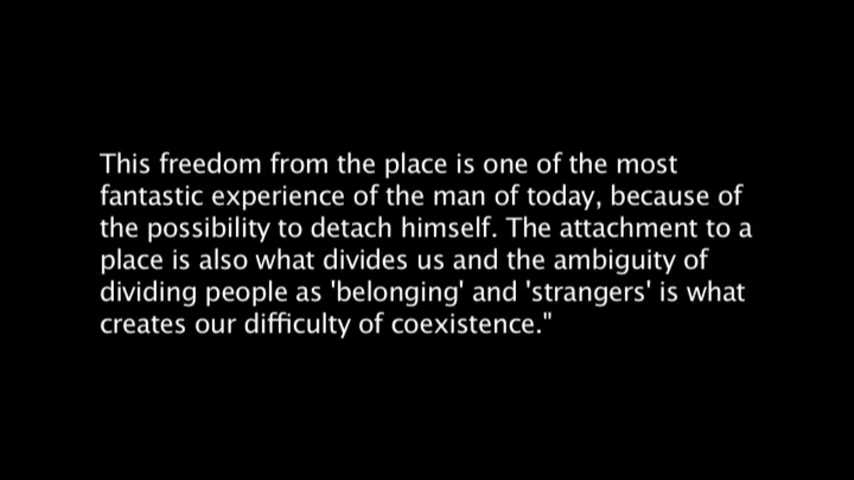 This freedom from the place is one of the most
fantastic experience of the man of today, because of
the possibility to detach himself. The attachment to a
place is also what divides us and the ambiguity of
dividing people as 'belonging' and 'strangers' is what
creates our difficulty of coexistence."